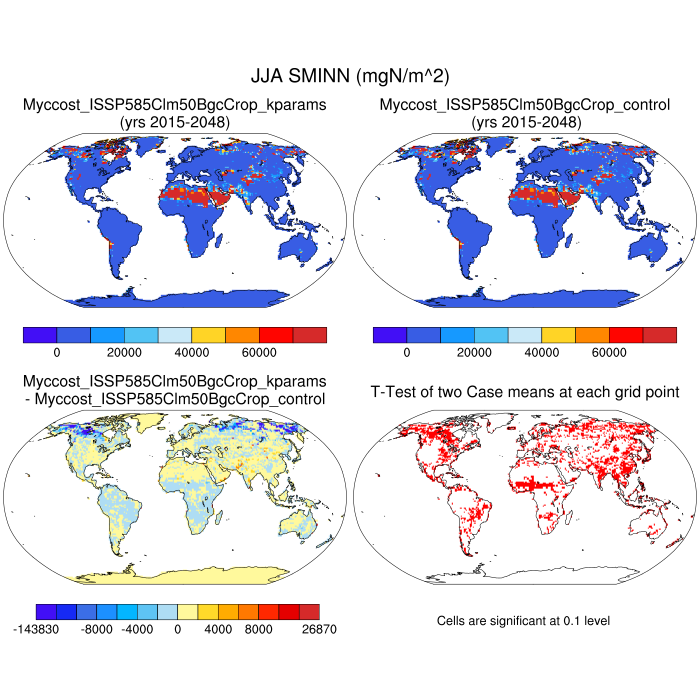 JJA SMINN (mgN/m^2)
Myccost_ISSP585Clm50BgcCrop_kparams
(yrs 2015-2048)
Myccost_ISSP585Clm50BgcCrop_control
(yrs 2015-2048)
0 20000 40000 60000
0 20000 40000 60000
Myccost_ISSP585Clm50BgcCrop_kparams
- Myccost_ISSP585Clm50BgcCrop_control
T-Test of two Case means at each grid point
-143830 -8000 -4000 0 4000 8000 26870
Cells are significant at 0.1 level